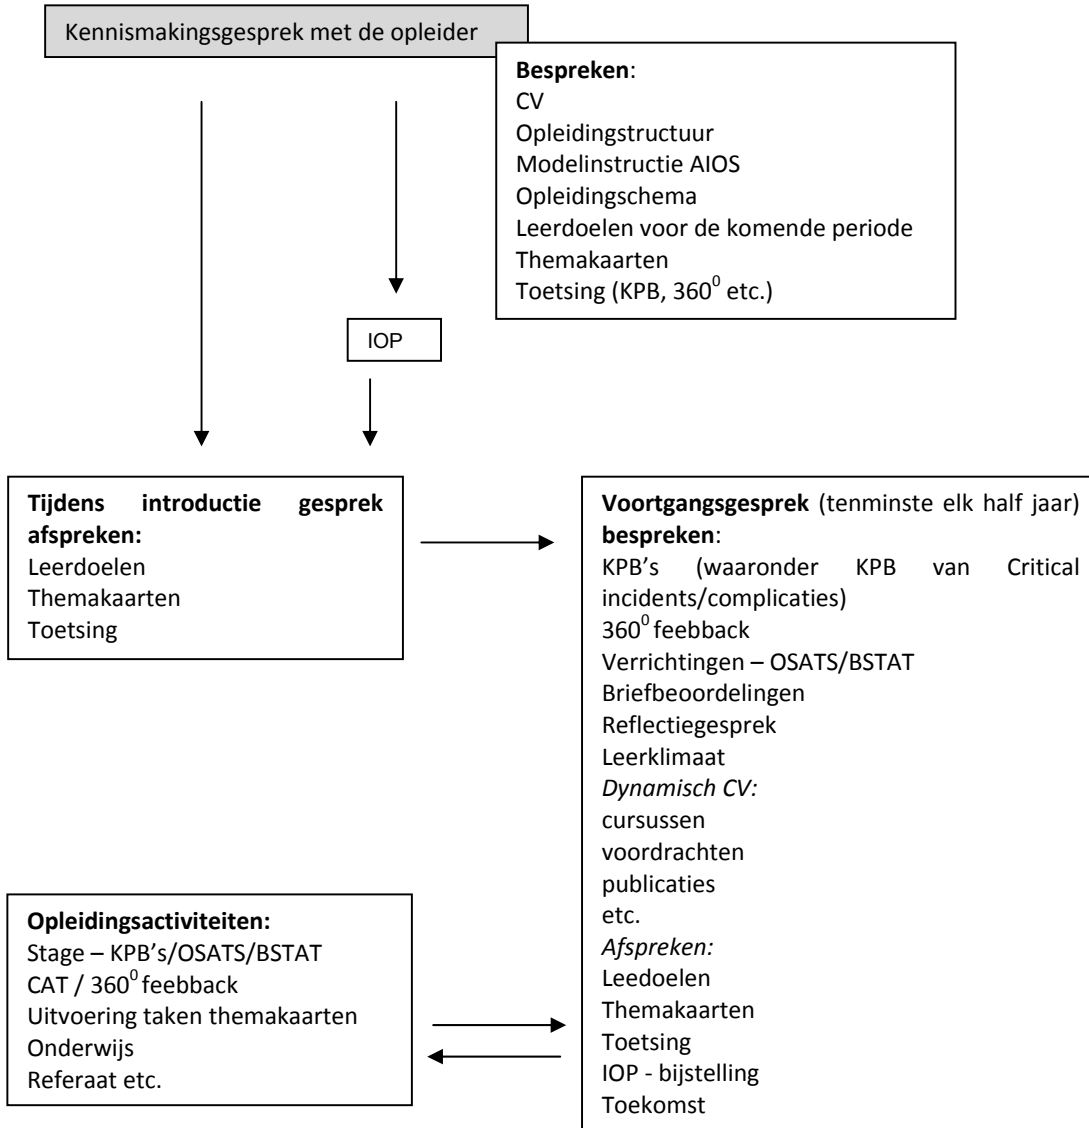 Kennismakingsgesprek met de opleider
Bespreken:
CV
Opleidingstructuur
Modelinstructie AIOS
Opleidingschema
Leerdoelen voor de komende periode
Themakaarten
Toetsing (KPB, 360⁰ etc.)
IOP
Tijdens introductie gesprek
afspreken:
Leerdoelen
Themakaarten
Toetsing
Voortgangsgesprek (tenminste elk half jaar)
bespreken:
KPB’s (waaronder KPB van Critical
incidents/complicaties)
360⁰ feebback
Verrichtingen – OSATS/BSTAT
Briefbeoordelingen
Reflectiegesprek
Leerklimaat
Dynamisch CV:
cursussen
voordrachten
publicaties
etc.
Afspreken:
Leedoelen
Themakaarten
Toetsing
IOP - bijstelling
Toekomst
Opleidingsactiviteiten:
Stage – KPB’s/OSATS/BSTAT
CAT / 360⁰ feebback
Uitvoering taken themakaarten
Onderwijs
Referaat etc.